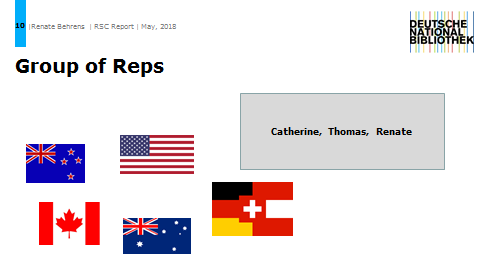 10 |Renate Behrens | RSC Report | May, 2018
DEUTSCHE
NATIONAL
BIBLIOTHEK
Group of Reps
Catherine, Thomas, Renate